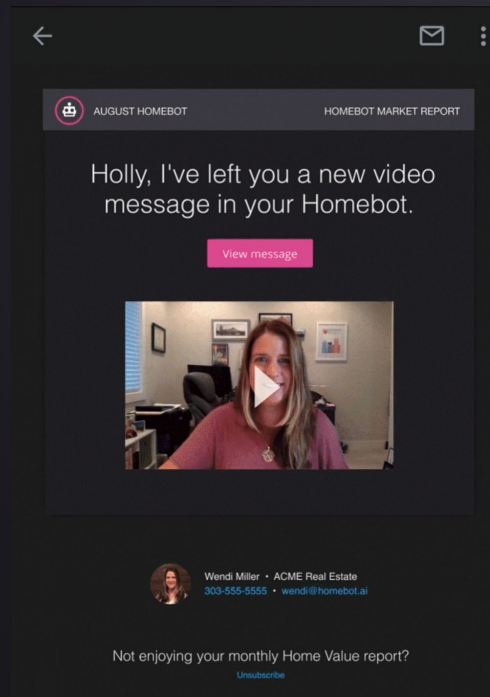 AUGUST HOMEBOT
HOMEBOT MARKET REPORT
Holly, I've left you a new video
message in your Homebot.
View message
Wendi Miller • ACME Real Estate
303-555-5555 • wendi@homebot.ai
Not enjoying your monthly Home Value report?
Unsubscribe